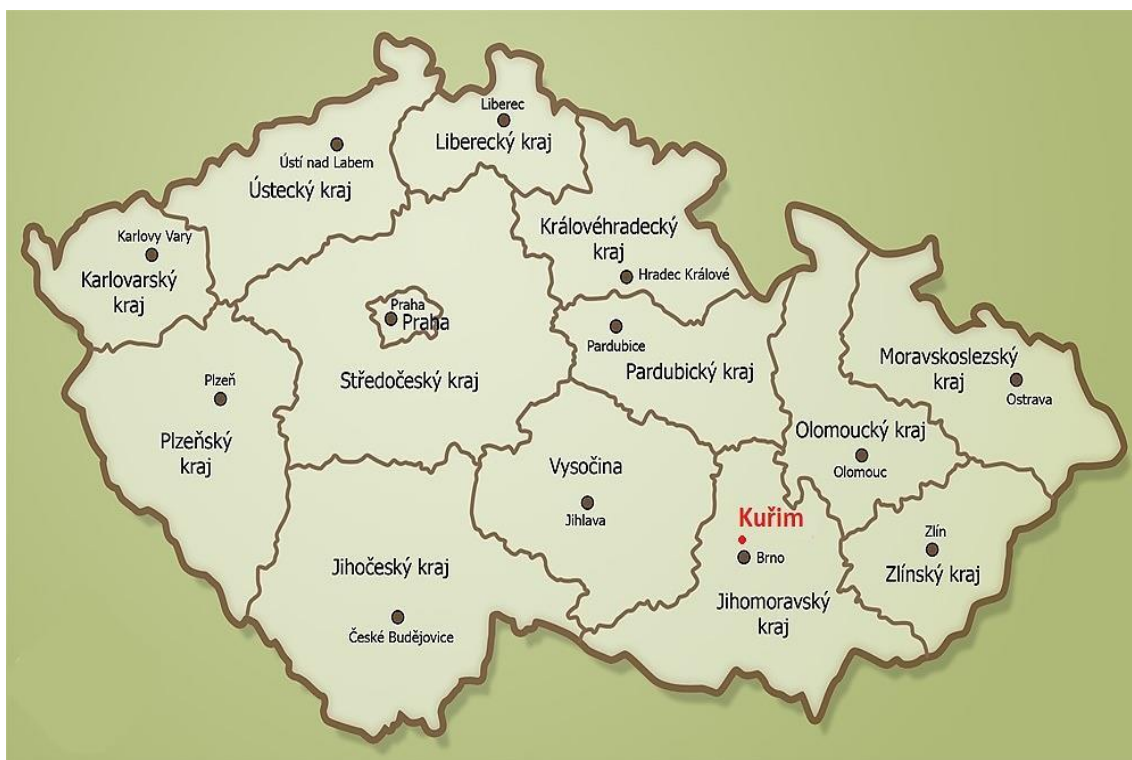 Liberec
Liberecký kraj
Ústí nad Labem
Ústecký kraj
Královéhradecký
kraj
Hradec Králové
Karlovy Vary
Karlovarský
kraj
Praha
Praha
Středočeský kraj
Pardubice
Pardubický kraj
Moravskoslezský
kraj
Ostrava
Plzeň
Plzeňský
kraj
Olomoucký kraj
Olomouc
Vysočina
Jihlava
Kuřim
Brno
Jihomoravský
kraj
Zlín
Zlínský kraj
Jihočeský kraj
České Budějovice